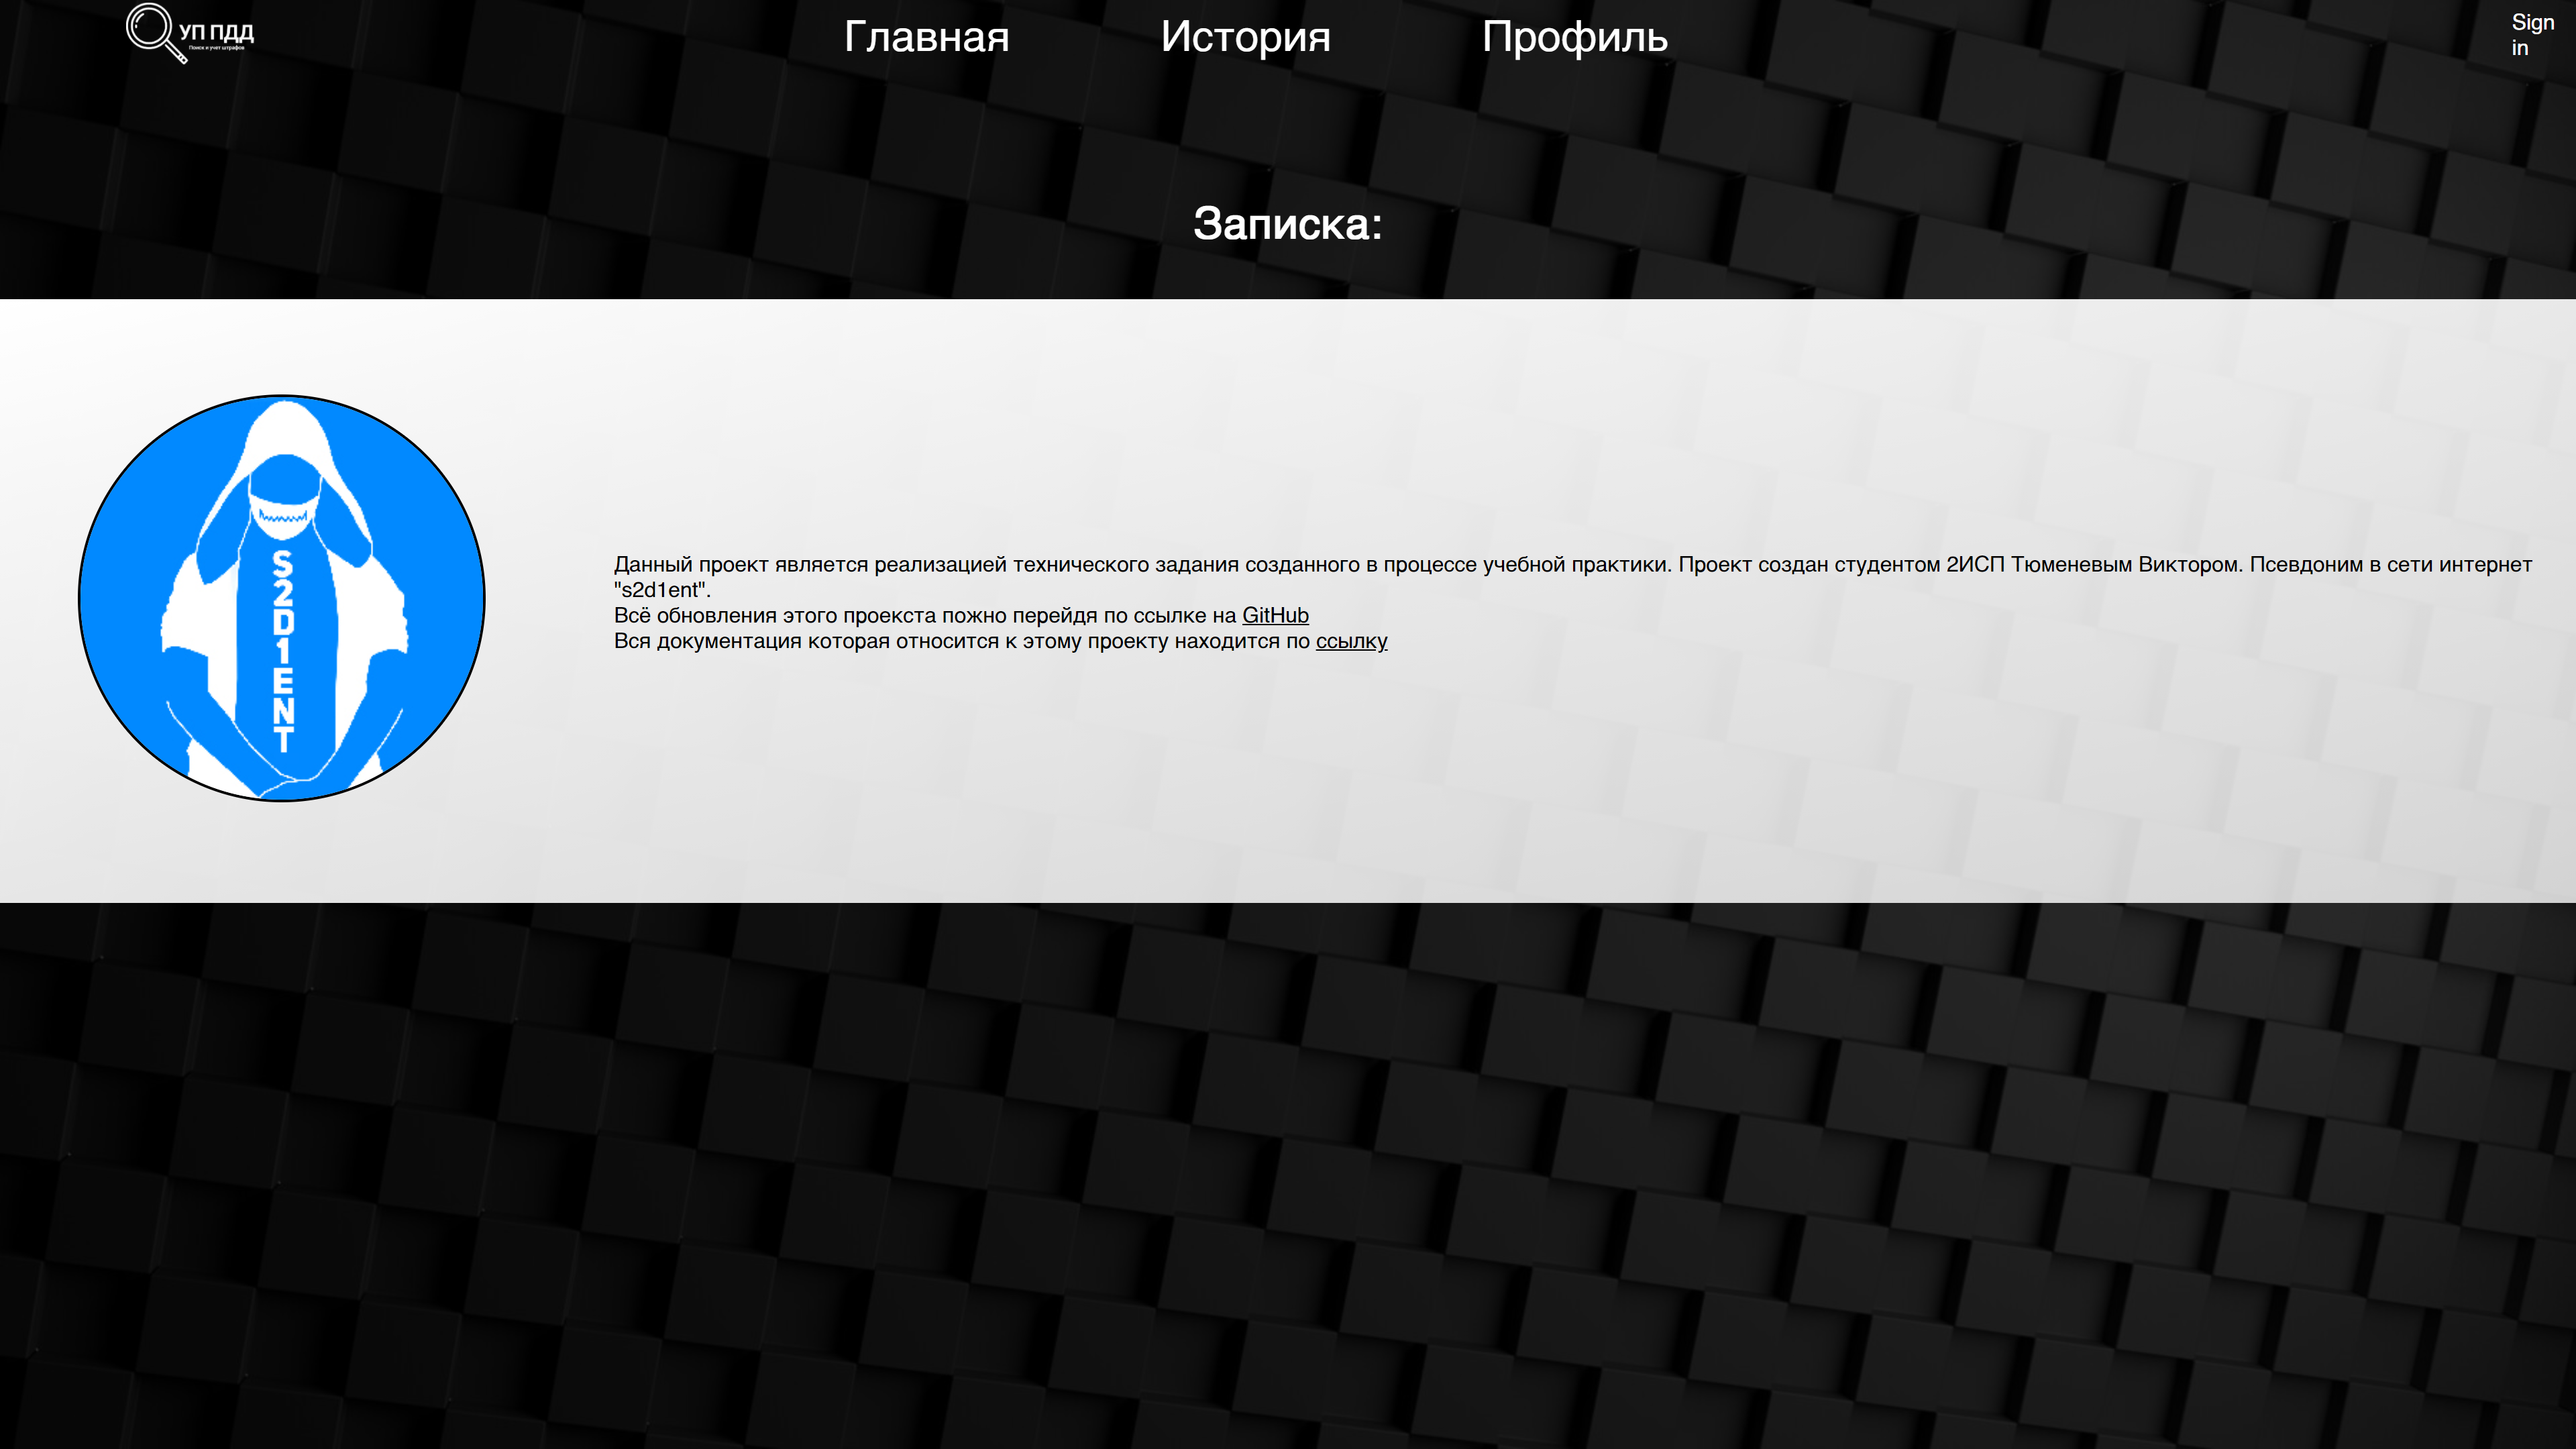 УП ПДД
Поиск и учет штрафов
Главная
История
Профиль
Sign
in
Записка:
S2D1ENT
Данный проект является реализацией технического задания созданного в процессе учебной практики. Проект создан студентом 2ИСП Тюменевым Виктором. Псевдоним в сети интернет
"s2d1ent".
Всё обновления этого проекста пожно перейдя по ссылке на GitHub
Вся документация которая относится к этому проекту находится по ссылку